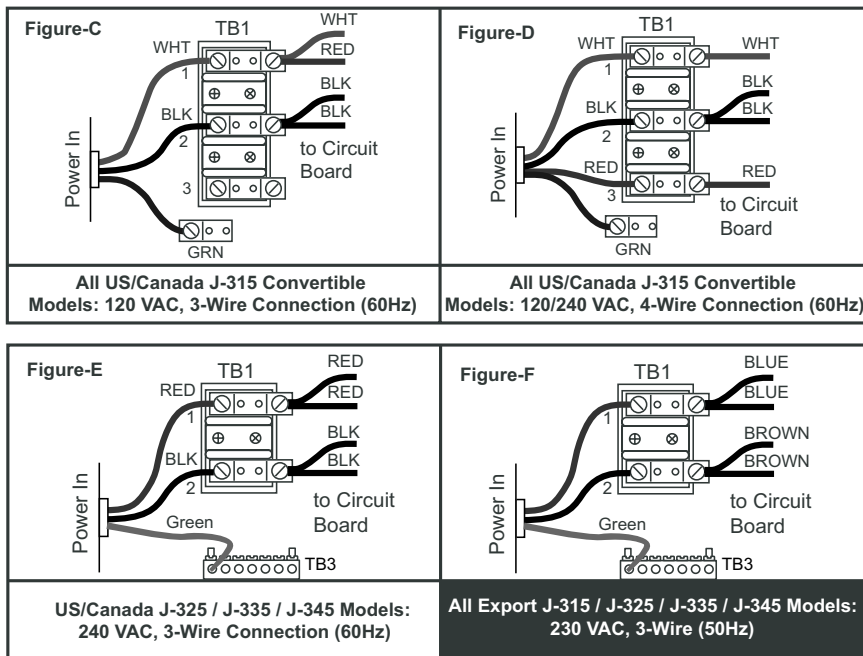 Figure-C
TB1
WHT
WHT
RED
1
BLK
BLK
BLK
2
to Circuit
Board
3
Power In
GRN
All US/Canada J-315 Convertible
Models: 120 VAC, 3-Wire Connection (60Hz)
Figure-D
TB1
WHT
WHT
1
BLK
BLK
BLK
2
RED
RED
3
to Circuit
Board
Power In
GRN
All US/Canada J-315 Convertible
Models: 120/240 VAC, 4-Wire Connection (60Hz)
Figure-E
TB1
RED
RED
RED
1
BLK
BLK
BLK
2
to Circuit
Board
Power In
Green
TB3
US/Canada J-325 / J-335 / J-345 Models:
240 VAC, 3-Wire Connection (60Hz)
Figure-F
TB1
BLUE
BLUE
1
BROWN
BROWN
2
to Circuit
Board
Power In
Green
TB3
All Export J-315 / J-325 / J-335 / J-345 Models:
230 VAC, 3-Wire (50Hz)